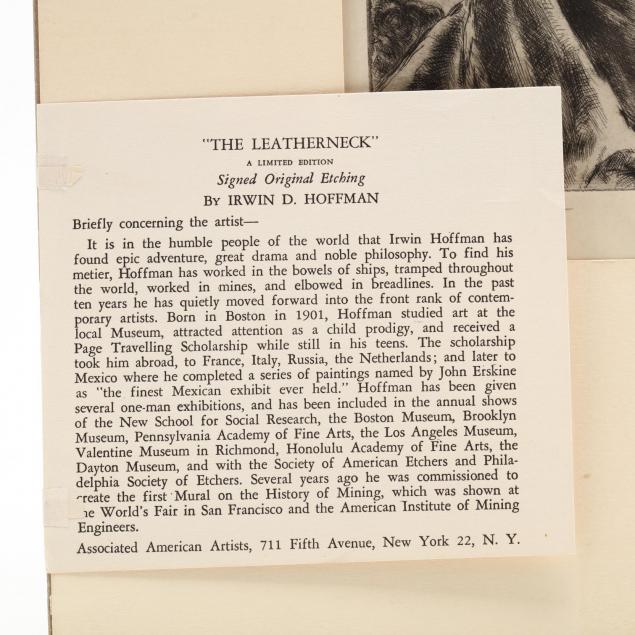 "THE LEATHERNECK"
A LIMITED EDITION
Signed Original Etching
BY IRWIN D. HOFFMAN
Briefly concerning the artist—
It is in the humble people of the world that Irwin Hoffman has
found epic adventure, great drama and noble philosophy. To find his
metier, Hoffman has worked in the bowels of ships, tramped throughout
the world, worked in mines, and elbowed in breadlines. In the past
ten years he has quietly moved forward into the front rank of contem-
porary artists. Born in Boston in 1901, Hoffman studied art at the
local Museum, attracted attention as a child prodigy, and received a
Page Travelling Scholarship while still in his teens. The scholarship
took him abroad, to France, Italy, Russia, the Netherlands; and later to
Mexico where he completed a series of paintings named by John Erskine
as "the finest Mexican exhibit ever held." Hoffman has been given
several one-man exhibitions, and has been included in the annual shows
of the New School for Social Research, the Boston Museum, Brooklyn
Museum, Pennsylvania Academy of Fine Arts, the Los Angeles Museum,
Valentine Museum in Richmond, Honolulu Academy of Fine Arts, the
Dayton Museum, and with the Society of American Etchers and Phila-
delphia Society of Etchers. Several years ago he was commissioned to
create the first Mural on the History of Mining, which was shown at
the World's Fair in San Francisco and the American Institute of Mining
Engineers.
Associated American Artists, 711 Fifth Avenue, New York 22, N. Y.